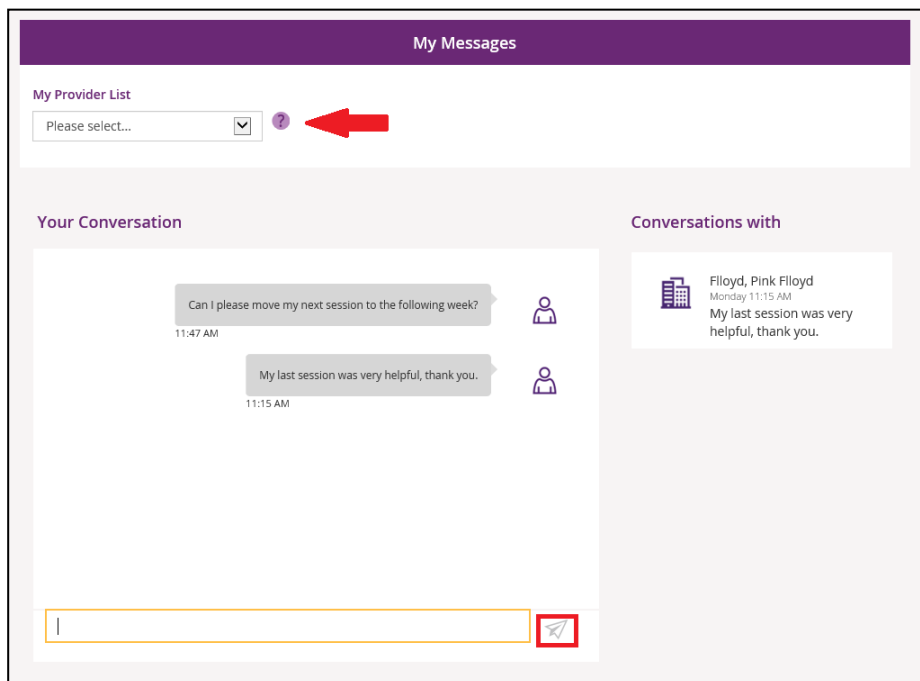 My Messages
My Provider List
Please select...
?
Your Conversation
Can I please move my next session to the following week?
11:47 AM
My last session was very helpful, thank you.
11:15 AM
Conversations with
Flloyd, Pink Flloyd
Monday 11:15 AM
My last session was very
helpful, thank you.